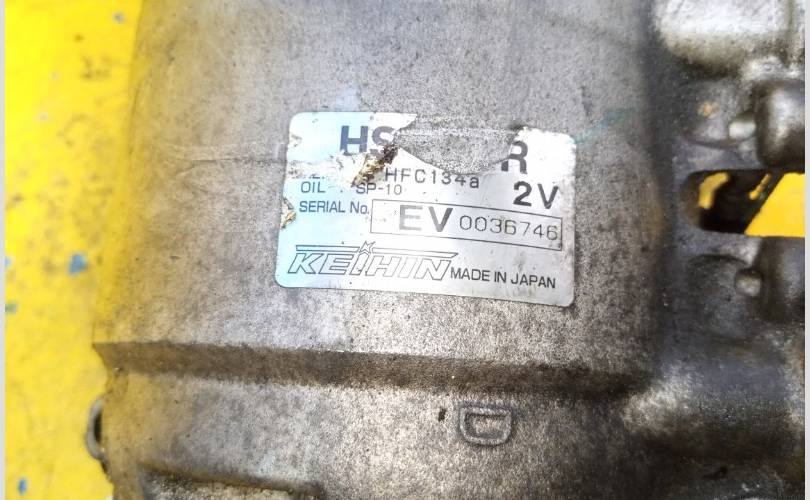 HS R
HFC134a
OIL SP-10 2V
SERIAL No. EV 0036746
KEIHIN MADE IN JAPAN
D